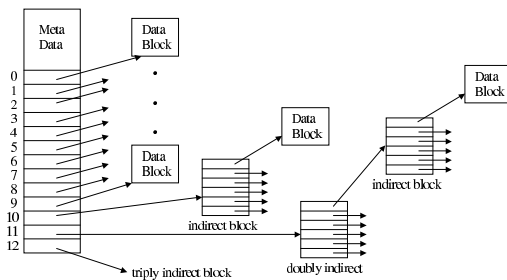 Meta
Data
0
1
2
3
4
5
6
7
8
9
10
11
12
Data
Block
Data
Block
Data
Block
Data
Block
indirect block
indirect block
doubly indirect
triply indirect block